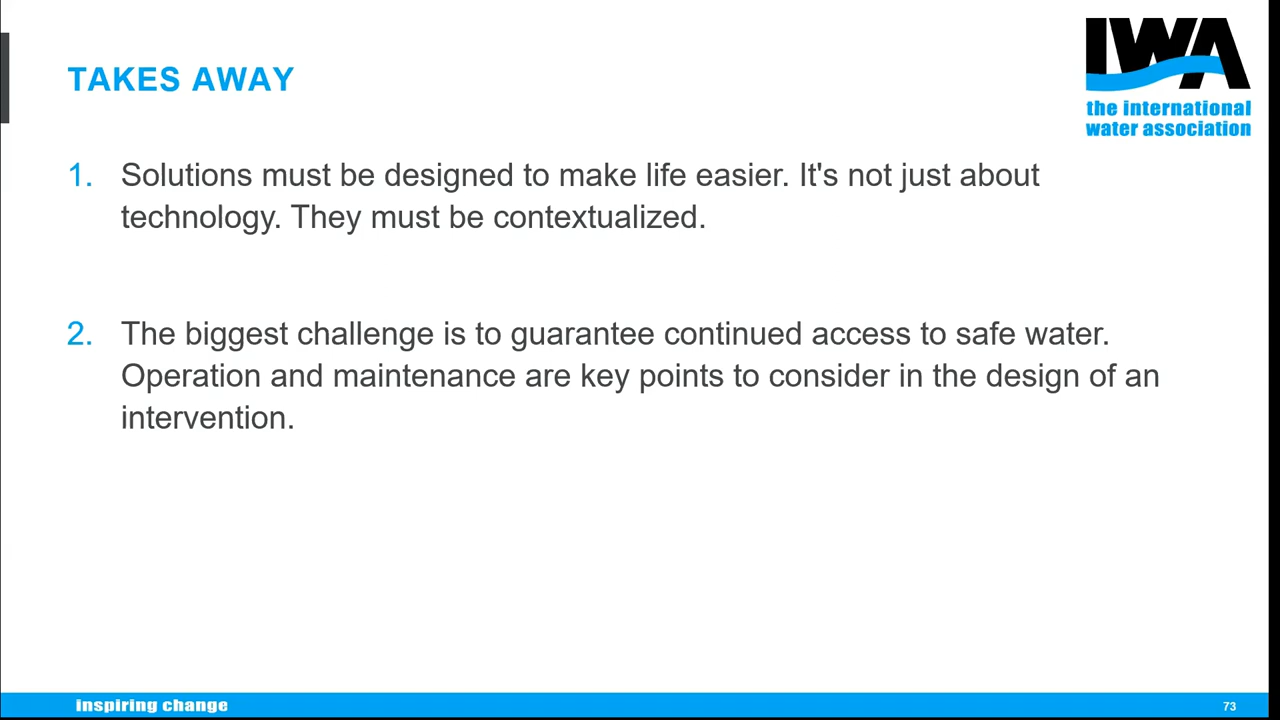 TAKES AWAY
IWA
the international
water association
1. Solutions must be designed to make life easier. It's not just about
technology. They must be contextualized.
2. The biggest challenge is to guarantee continued access to safe water.
Operation and maintenance are key points to consider in the design of an
intervention.
inspiring change
73